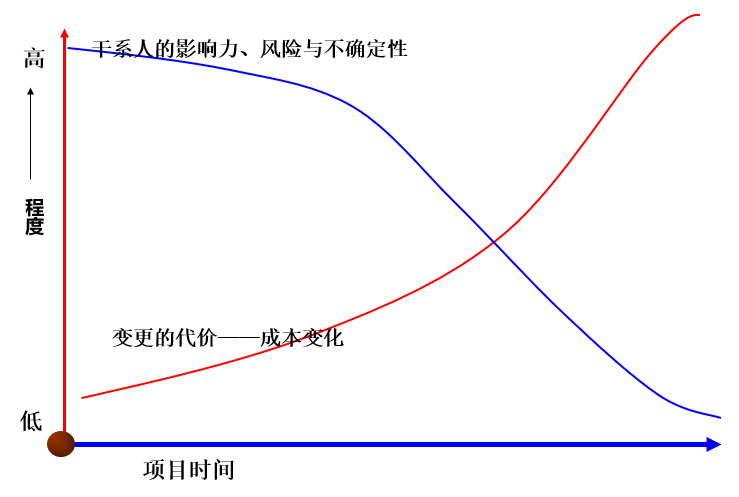 干系人的影响力、风险与不确定性
高
程
度
变更的代价——成本变化
低
项目时间